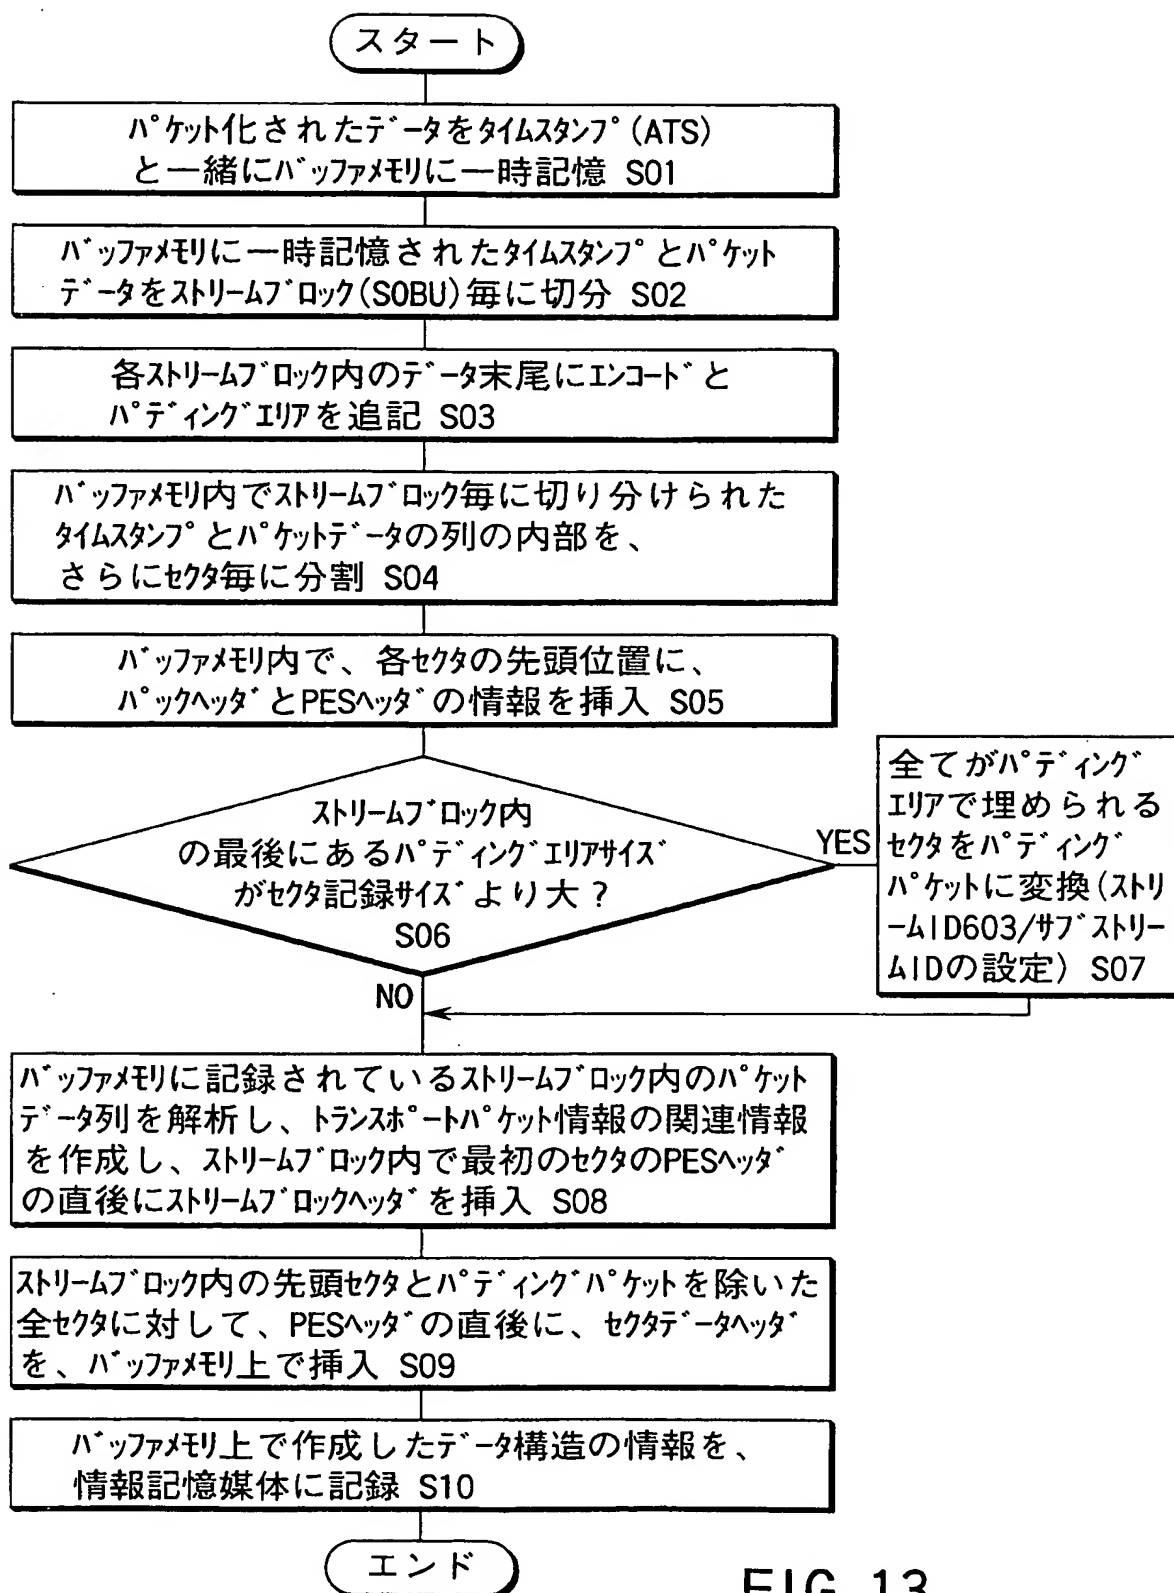 スタート
パケット化されたデータをタイムスタンプ(ATS)
と一緒にバッファメモリに一時記憶 S01
バッファメモリに一時記憶されたタイムスタンプとパケット
データをストリームブロック(SOBU)毎に切分 S02
各ストリームブロック内のデータ末尾にエンコードと
パディングエリアを追記 S03
バッファメモリ内でストリームブロック毎に切り分けられた
タイムスタンプとパケットデータの列の内部を、
さらにセクタ毎に分割 S04
バッファメモリ内で、各セクタの先頭位置に、
パックヘッダとPESヘッダの情報を挿入 S05
ストリームブロック内
の最後にあるパディングエリアサイズ
がセクタ記録サイズより大?
S06
YES
全てがパディング
エリアで埋められる
セクタをパディング
パケットに変換(ストリ
ームID603/サブストリー
ムIDの設定) S07
NO
バッファメモリに記録されているストリームブロック内のパケット
データ列を解析し、トランスポートパケット情報の関連情報
を作成し、ストリームブロック内で最初のセクタのPESヘッダ
の直後にストリームブロックヘッダを挿入 S08
ストリームブロック内の先頭セクタとパディングパケットを除いた
全セクタに対して、PESヘッダの直後に、セクタデータヘッダ
を、バッファメモリ上で挿入 S09
バッファメモリ上で作成したデータ構造の情報を、
情報記憶媒体に記録 S10
エンド
FIG. 13